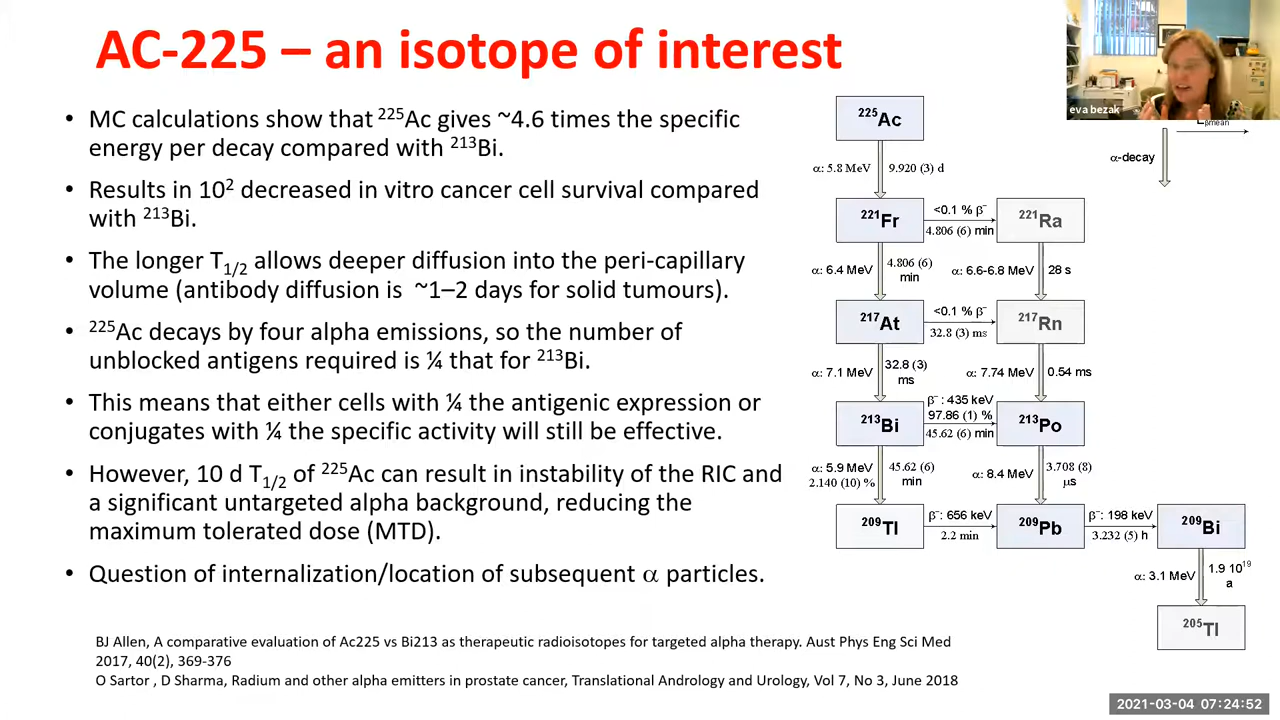 AC-225 – an isotope of interest
• MC calculations show that ²²⁵Ac gives ~4.6 times the specific
energy per decay compared with ²¹³Bi.
• Results in 10² decreased in vitro cancer cell survival compared
with ²¹³Bi.
• The longer T₁/₂ allows deeper diffusion into the peri-capillary
volume (antibody diffusion is ~1–2 days for solid tumours).
• ²²⁵Ac decays by four alpha emissions, so the number of
unblocked antigens required is ¼ that for ²¹³Bi.
• This means that either cells with ¼ the antigenic expression or
conjugates with ¼ the specific activity will still be effective.
• However, 10 d T₁/₂ of ²²⁵Ac can result in instability of the RIC and
a significant untargeted alpha background, reducing the
maximum tolerated dose (MTD).
• Question of internalization/location of subsequent α particles.
BJ Allen, A comparative evaluation of Ac225 vs Bi213 as therapeutic radioisotopes for targeted alpha therapy. Aust Phys Eng Sci Med
2017, 40(2), 369-376
O Sartor , D Sharma, Radium and other alpha emitters in prostate cancer, Translational Andrology and Urology, Vol 7, No 3, June 2018
eva bezak
α-decay
²²⁵Ac
α: 5.8 MeV 9.920 (3) d
²²¹Fr
<0.1 % β⁻
4.806 (6) min
²²¹Ra
α: 6.4 MeV
4.806 (6)
min
α: 6.6-6.8 MeV 28 s
²¹⁷At
<0.1% β⁻
32.8 (3) ms
²¹⁷Rn
α: 7.1 MeV
32.8 (3)
ms
α: 7.74 MeV 0.54 ms
²¹³Bi
β⁻: 435 keV
97.86 (1) %
45.62 (6) min
²¹³Po
α: 5.9 MeV
2.140 (10) %
45.62 (6)
min
α: 8.4 MeV
3.708 (8)
µs
²⁰⁹Tl
β⁻: 656 keV
2.2 min
²⁰⁹Pb
β⁻: 198 keV
3.232 (5) h
²⁰⁹Bi
α: 3.1 MeV
1.9 10¹⁹
a
²⁰⁵Tl
2021-03-04 07:24:52